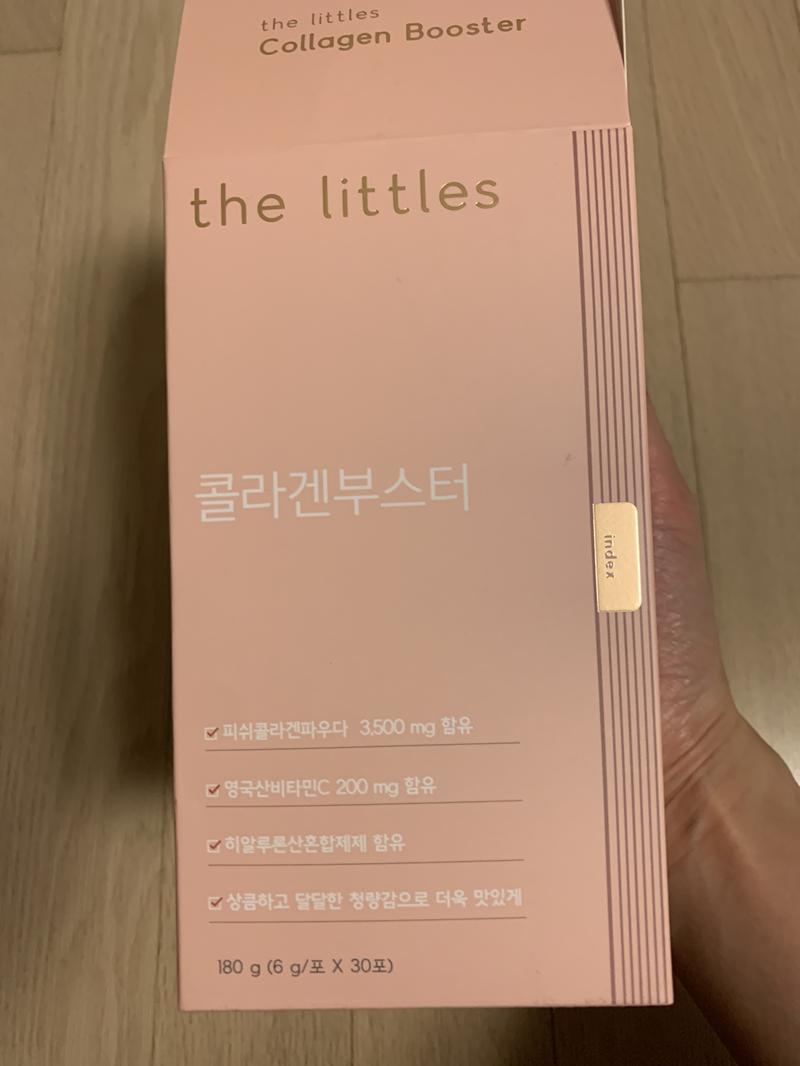 the littles
Collagen Booster
the littles
콜라겐부스터
index
피쉬콜라겐파우다 3,500 mg 함유
영국산비타민C 200 mg 함유
히알루론산혼합제제 함유
상큼하고 달달한 청량감으로 더욱 맛있게
180 g (6 g/포 X 30포)